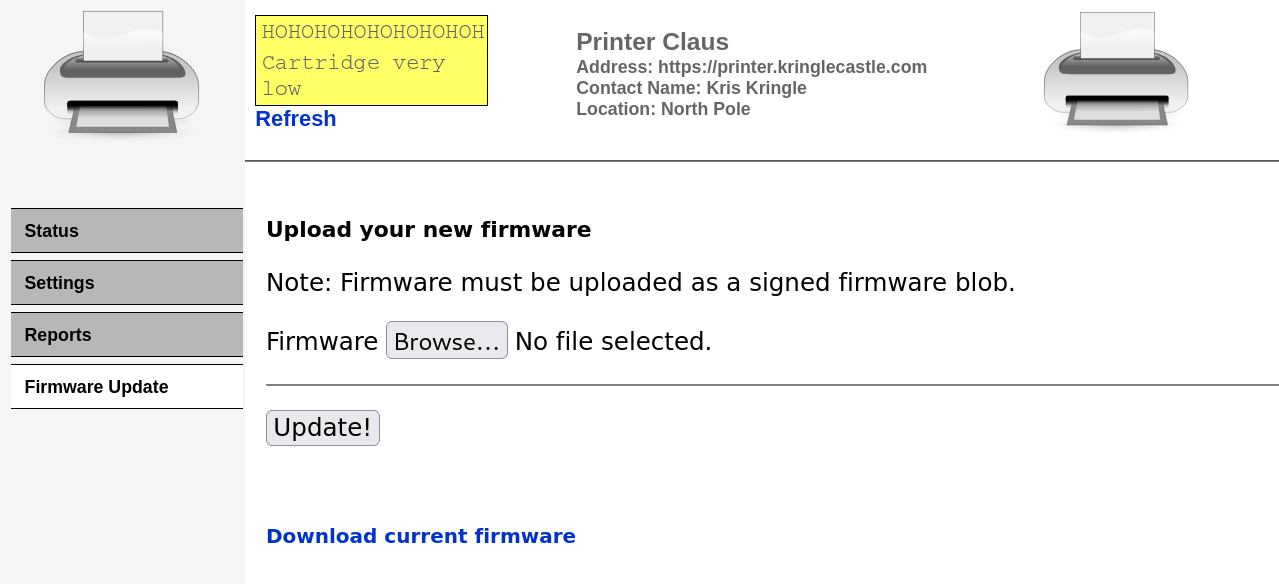 HOHOHOHOHOHOHOHOH
Cartridge very
low
Refresh
Printer Claus
Address: https://printer.kringlecastle.com
Contact Name: Kris Kringle
Location: North Pole
Status
Settings
Reports
Firmware Update
Upload your new firmware
Note: Firmware must be uploaded as a signed firmware blob.
Firmware Browse... No file selected.
Update!
Download current firmware